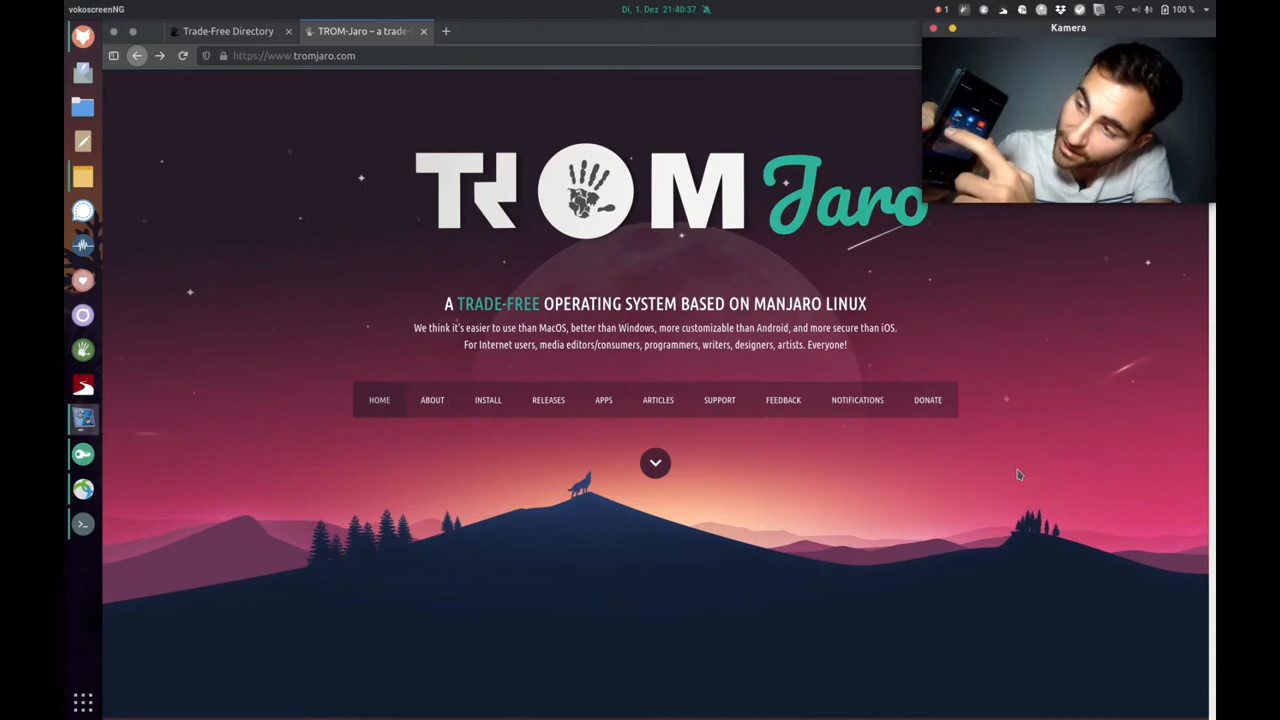 vokoscreenNG
Di, 1. Dez 21:40:37
1
100 %
Trade-Free Directory
TROM-Jaro – a trade-
Kamera
https://www.tromjaro.com
TROM Jaro
A TRADE-FREE OPERATING SYSTEM BASED ON MANJARO LINUX
We think it's easier to use than MacOS, better than Windows, more customizable than Android, and more secure than iOS.
For Internet users, media editors/consumers, programmers, writers, designers, artists. Everyone!
HOME
ABOUT
INSTALL
RELEASES
APPS
ARTICLES
SUPPORT
FEEDBACK
NOTIFICATIONS
DONATE